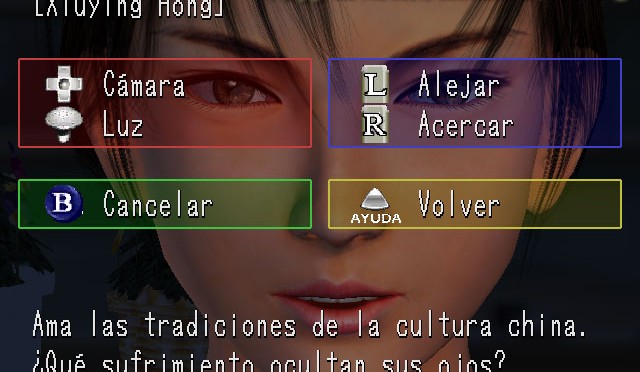 [Xiuying Hong]
Cámara
L Alejar
Luz
R Acercar
B Cancelar
AYUDA Volver
Ama las tradiciones de la cultura china.
¿Qué sufrimiento ocultan sus ojos?